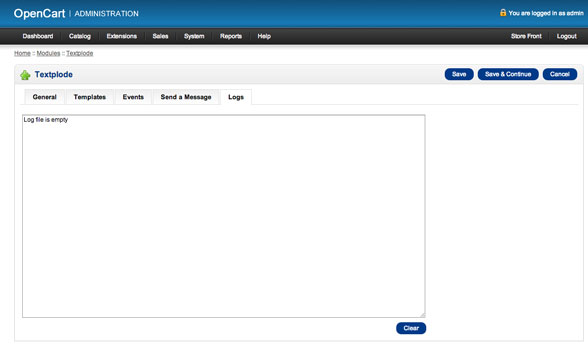 OpenCart | ADMINISTRATION You are logged in as admin
Dashboard Catalog Extensions Sales System Reports Help Store Front Logout
Home :: Modules :: Textplode
Textplode Save Save & Continue Cancel
General Templates Events Send a Message Logs
Log file is empty
Clear